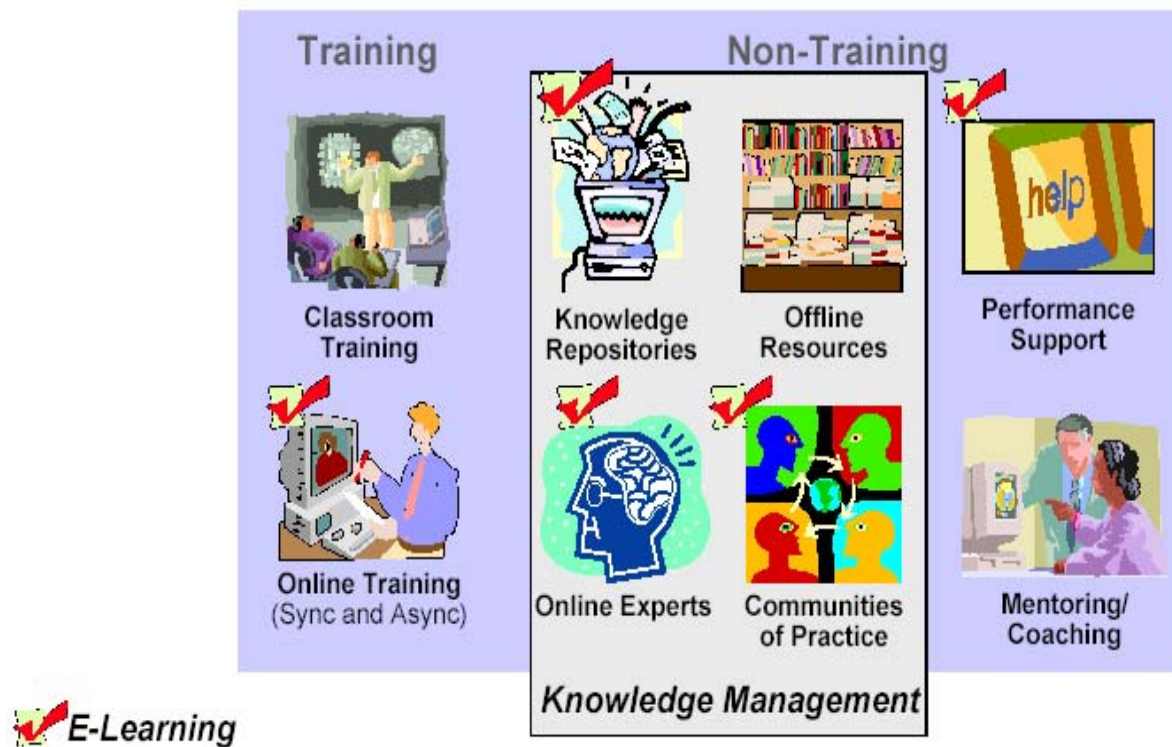 Training
Non-Training
Classroom
Training
Knowledge
Repositories
Offline
Resources
help
Performance
Support
Online Training
(Sync and Async)
Online Experts
Communities
of Practice
Mentoring/
Coaching
Knowledge Management
E-Learning